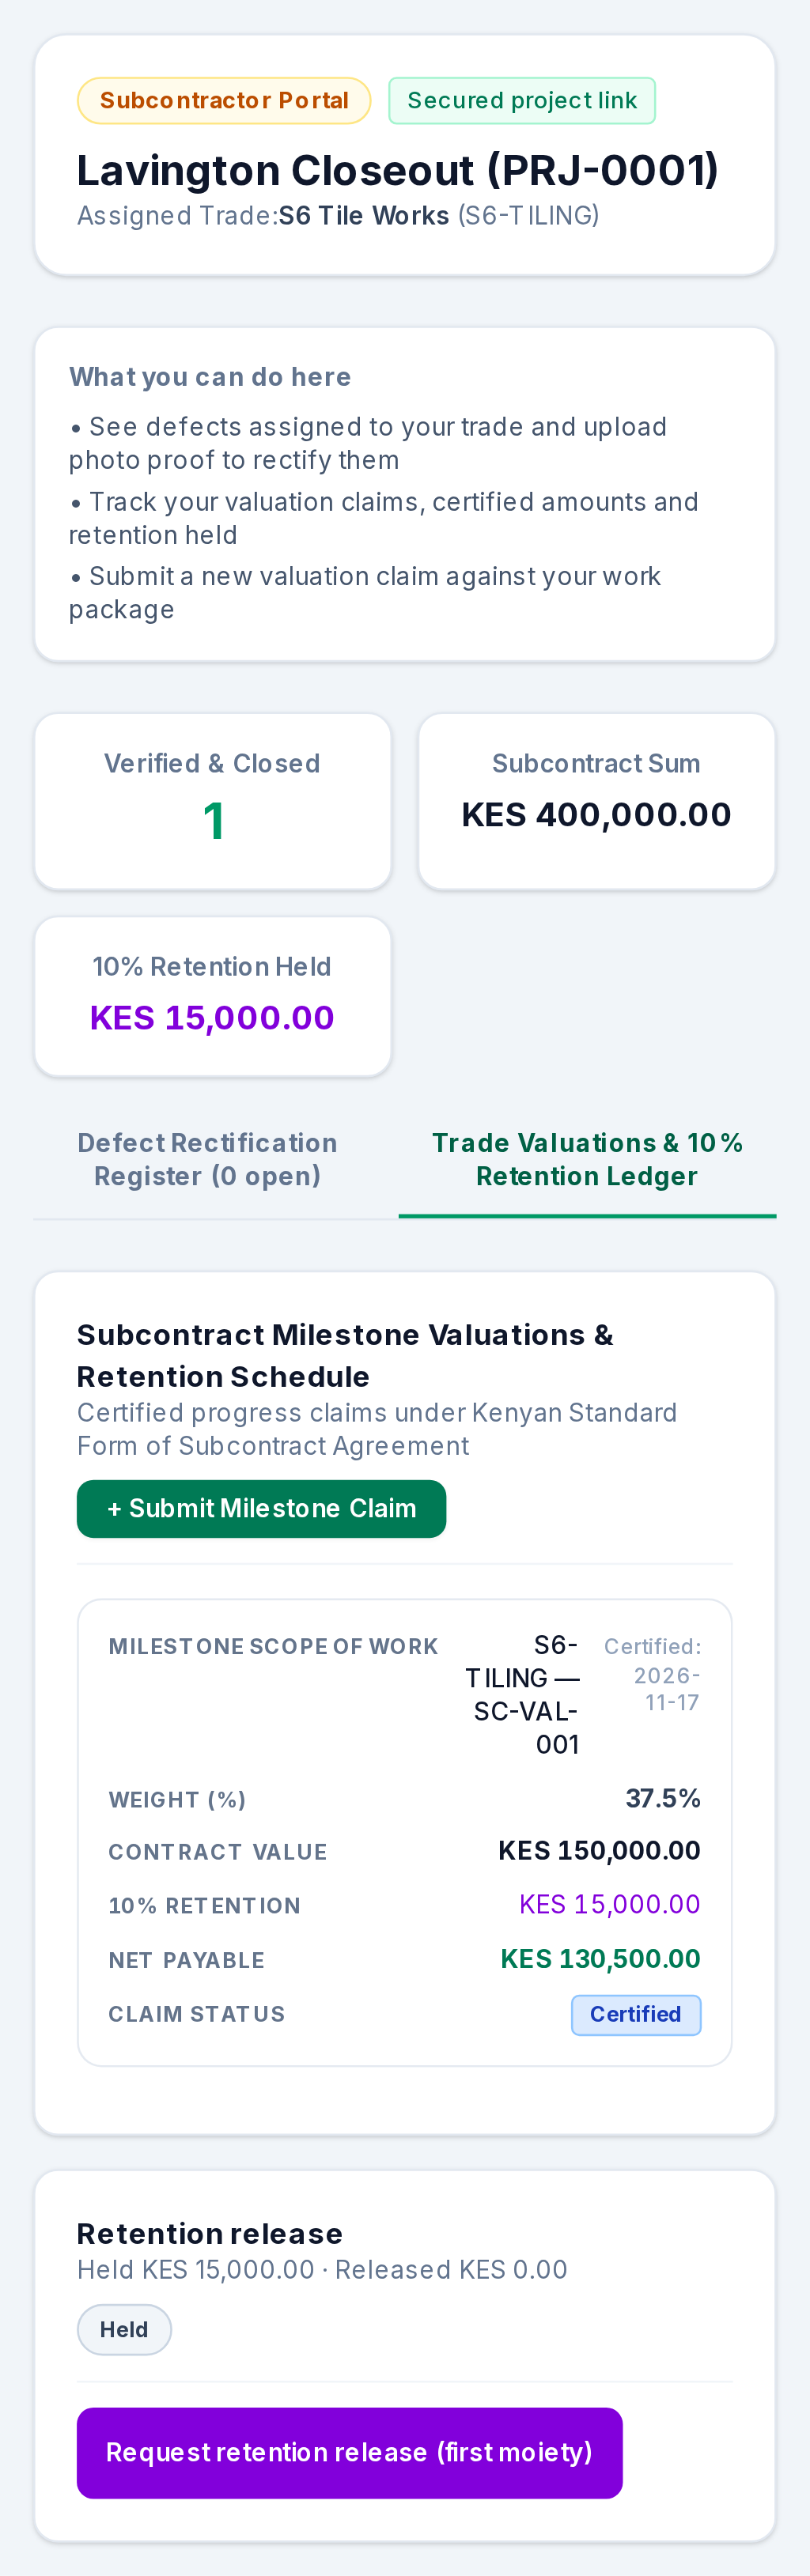 Subcontractor Portal
Secured project link
Lavington Closeout (PRJ-0001)
Assigned Trade:S6 Tile Works (S6-TILING)
What you can do here
• See defects assigned to your trade and upload
photo proof to rectify them
• Track your valuation claims, certified amounts and
retention held
• Submit a new valuation claim against your work
package
Verified & Closed
1
Subcontract Sum
KES 400,000.00
10% Retention Held
KES 15,000.00
Defect Rectification
Register (0 open)
Trade Valuations & 10%
Retention Ledger
Subcontract Milestone Valuations &
Retention Schedule
Certified progress claims under Kenyan Standard
Form of Subcontract Agreement
+ Submit Milestone Claim
MILESTONE SCOPE OF WORK
S6-
TILING —
SC-VAL-
001
Certified:
2026-
11-17
WEIGHT (%)
37.5%
CONTRACT VALUE
KES 150,000.00
10% RETENTION
KES 15,000.00
NET PAYABLE
KES 130,500.00
CLAIM STATUS
Certified
Retention release
Held KES 15,000.00 · Released KES 0.00
Held
Request retention release (first moiety)